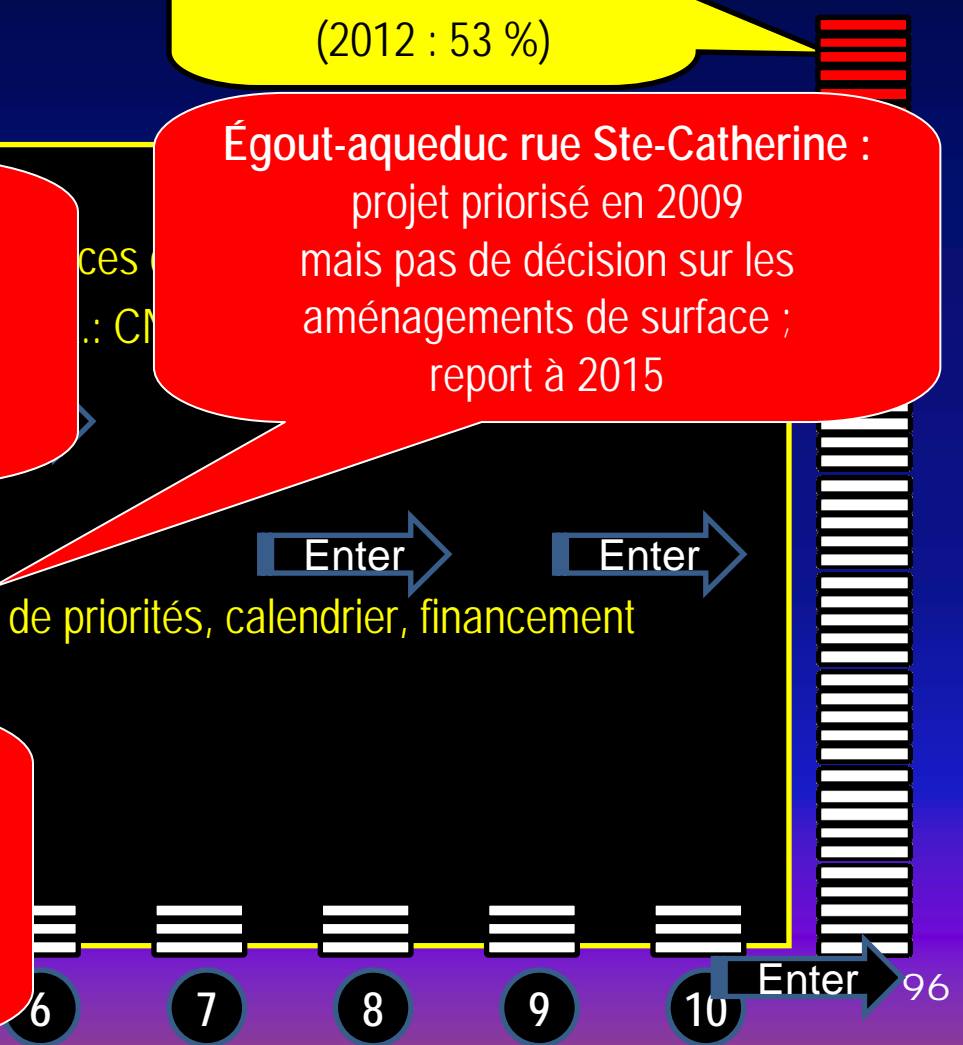 (2012 : 53 %)
Égout-aqueduc rue Ste-Catherine :
projet priorisé en 2009
mais pas de décision sur les
aménagements de surface ;
report à 2015
ces
.: CN
Enter
Enter
de priorités, calendrier, financement
6
7
8
9
10
Enter
96